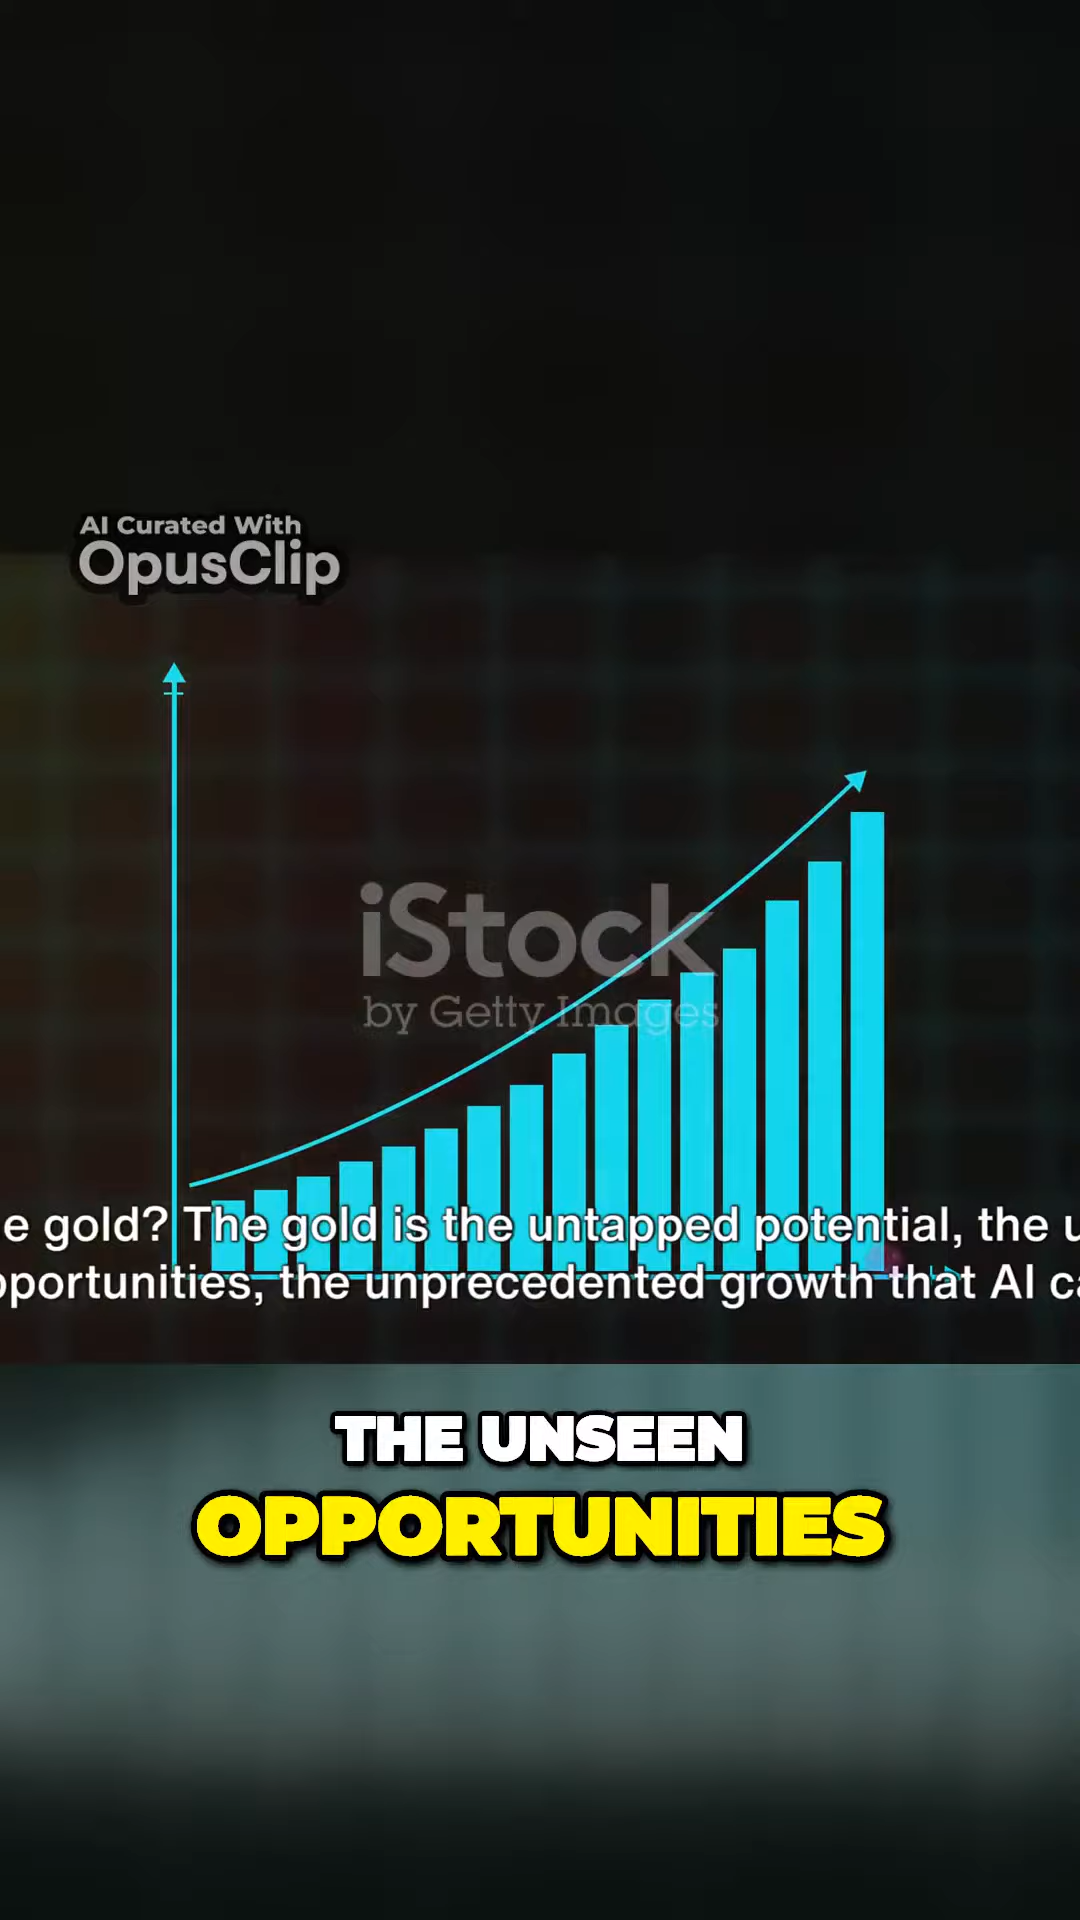 AI Curated With
OpusClip
iStock
by Getty Images
e gold? The gold is the untapped potential, the u
pportunities, the unprecedented growth that AI ca
THE UNSEEN
OPPORTUNITIES